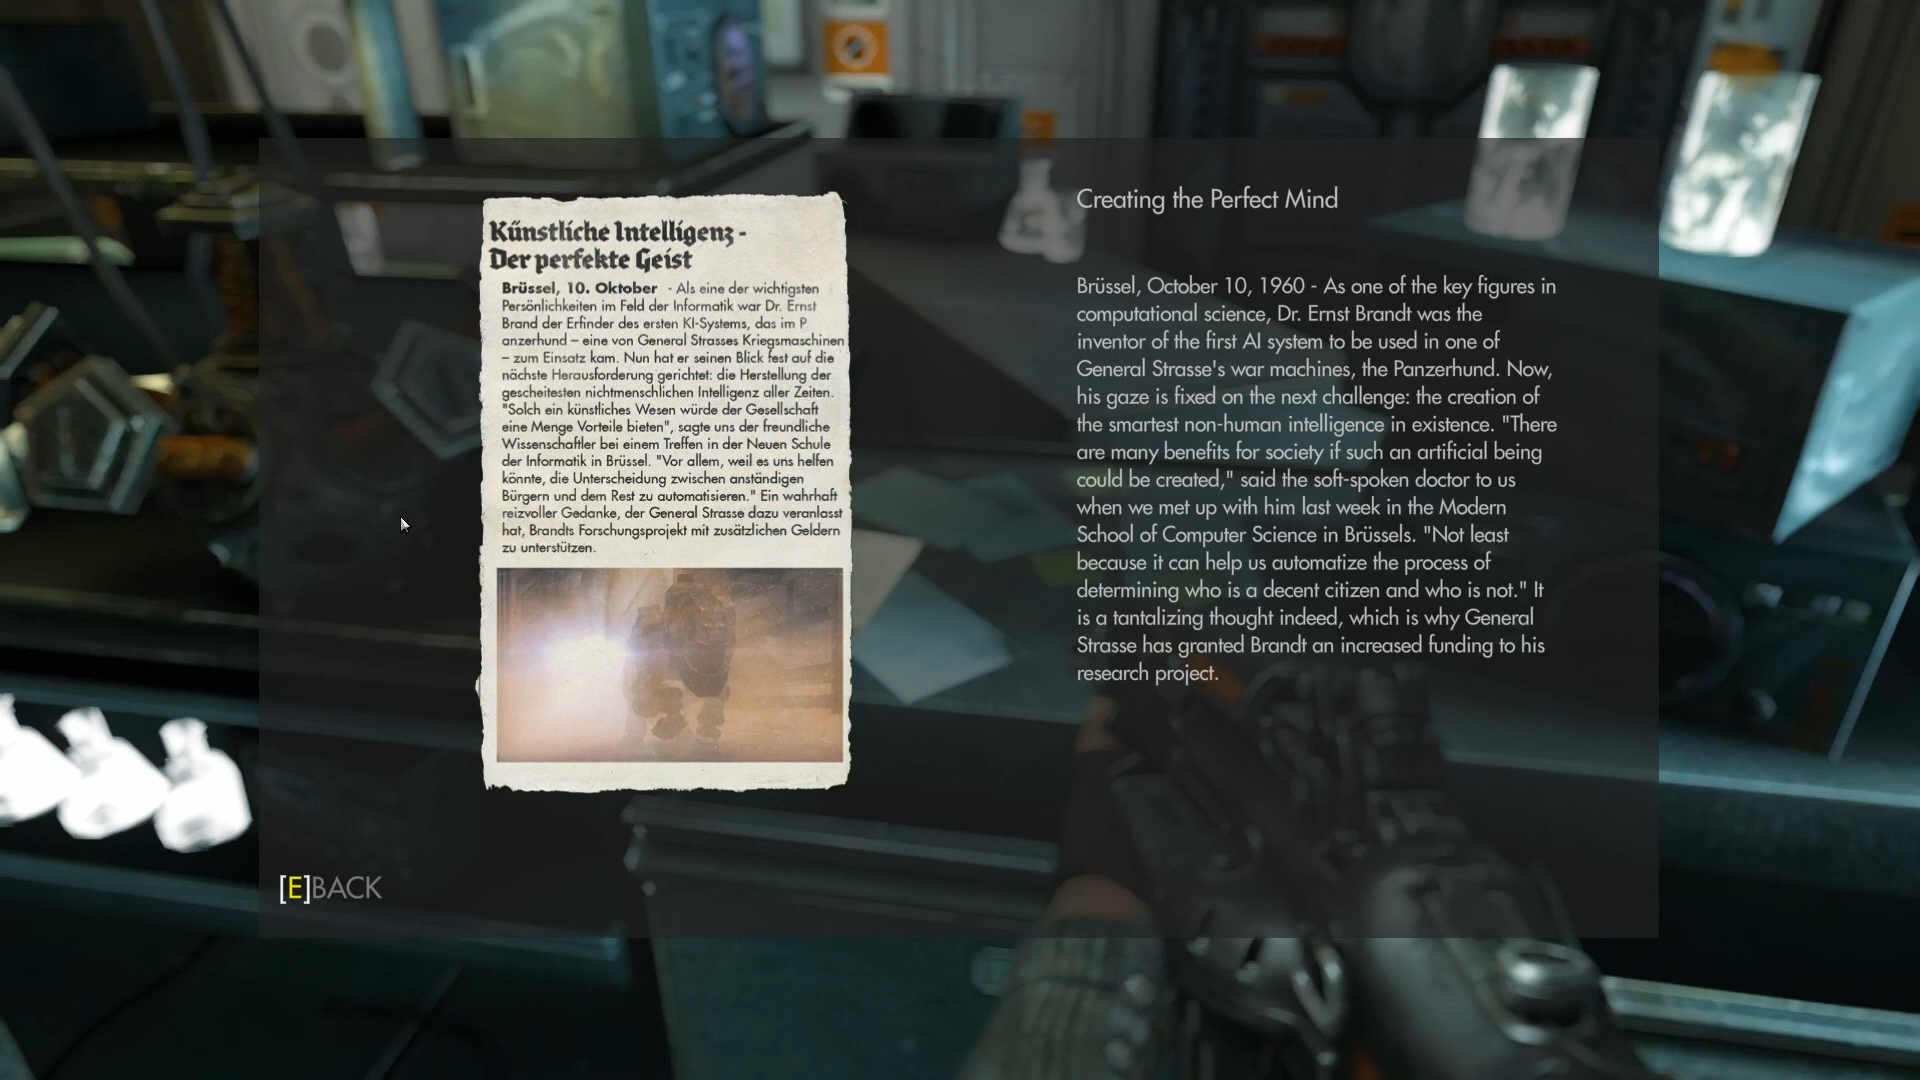 Künstliche Intelligenz -
Der perfekte Geist
Brüssel, 10. Oktober - Als eine der wichtigsten
Persönlichkeiten im Feld der Informatik war Dr. Ernst
Brand der Erfinder des ersten KI-Systems, das im P
anzerhund – eine von General Strasses Kriegsmaschinen
– zum Einsatz kam. Nun hat er seinen Blick fest auf die
nächste Herausforderung gerichtet: die Herstellung der
gescheitesten nichtmenschlichen Intelligenz aller Zeiten.
"Solch ein künstliches Wesen würde der Gesellschaft
eine Menge Vorteile bieten", sagte uns der freundliche
Wissenschaftler bei einem Treffen in der Neuen Schule
der Informatik in Brüssel. "Vor allem, weil es uns helfen
könnte, die Unterscheidung zwischen anständigen
Bürgern und dem Rest zu automatisieren." Ein wahrhaft
reizvoller Gedanke, der General Strasse dazu veranlasst
hat, Brandts Forschungsprojekt mit zusätzlichen Geldern
zu unterstützen.
Creating the Perfect Mind
Brüssel, October 10, 1960 - As one of the key figures in
computational science, Dr. Ernst Brandt was the
inventor of the first AI system to be used in one of
General Strasse's war machines, the Panzerhund. Now,
his gaze is fixed on the next challenge: the creation of
the smartest non-human intelligence in existence. "There
are many benefits for society if such an artificial being
could be created," said the soft-spoken doctor to us
when we met up with him last week in the Modern
School of Computer Science in Brüssels. "Not least
because it can help us automatize the process of
determining who is a decent citizen and who is not." It
is a tantalizing thought indeed, which is why General
Strasse has granted Brandt an increased funding to his
research project.
[E]BACK